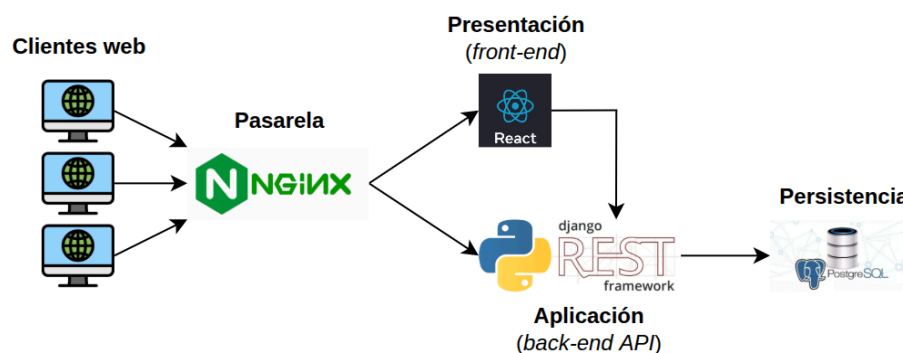 Clientes web
Pasarela
NGINX
Presentación
(front-end)
React
django
REST
framework
Aplicación
(back-end API)
Persistencia
PostgreSQL